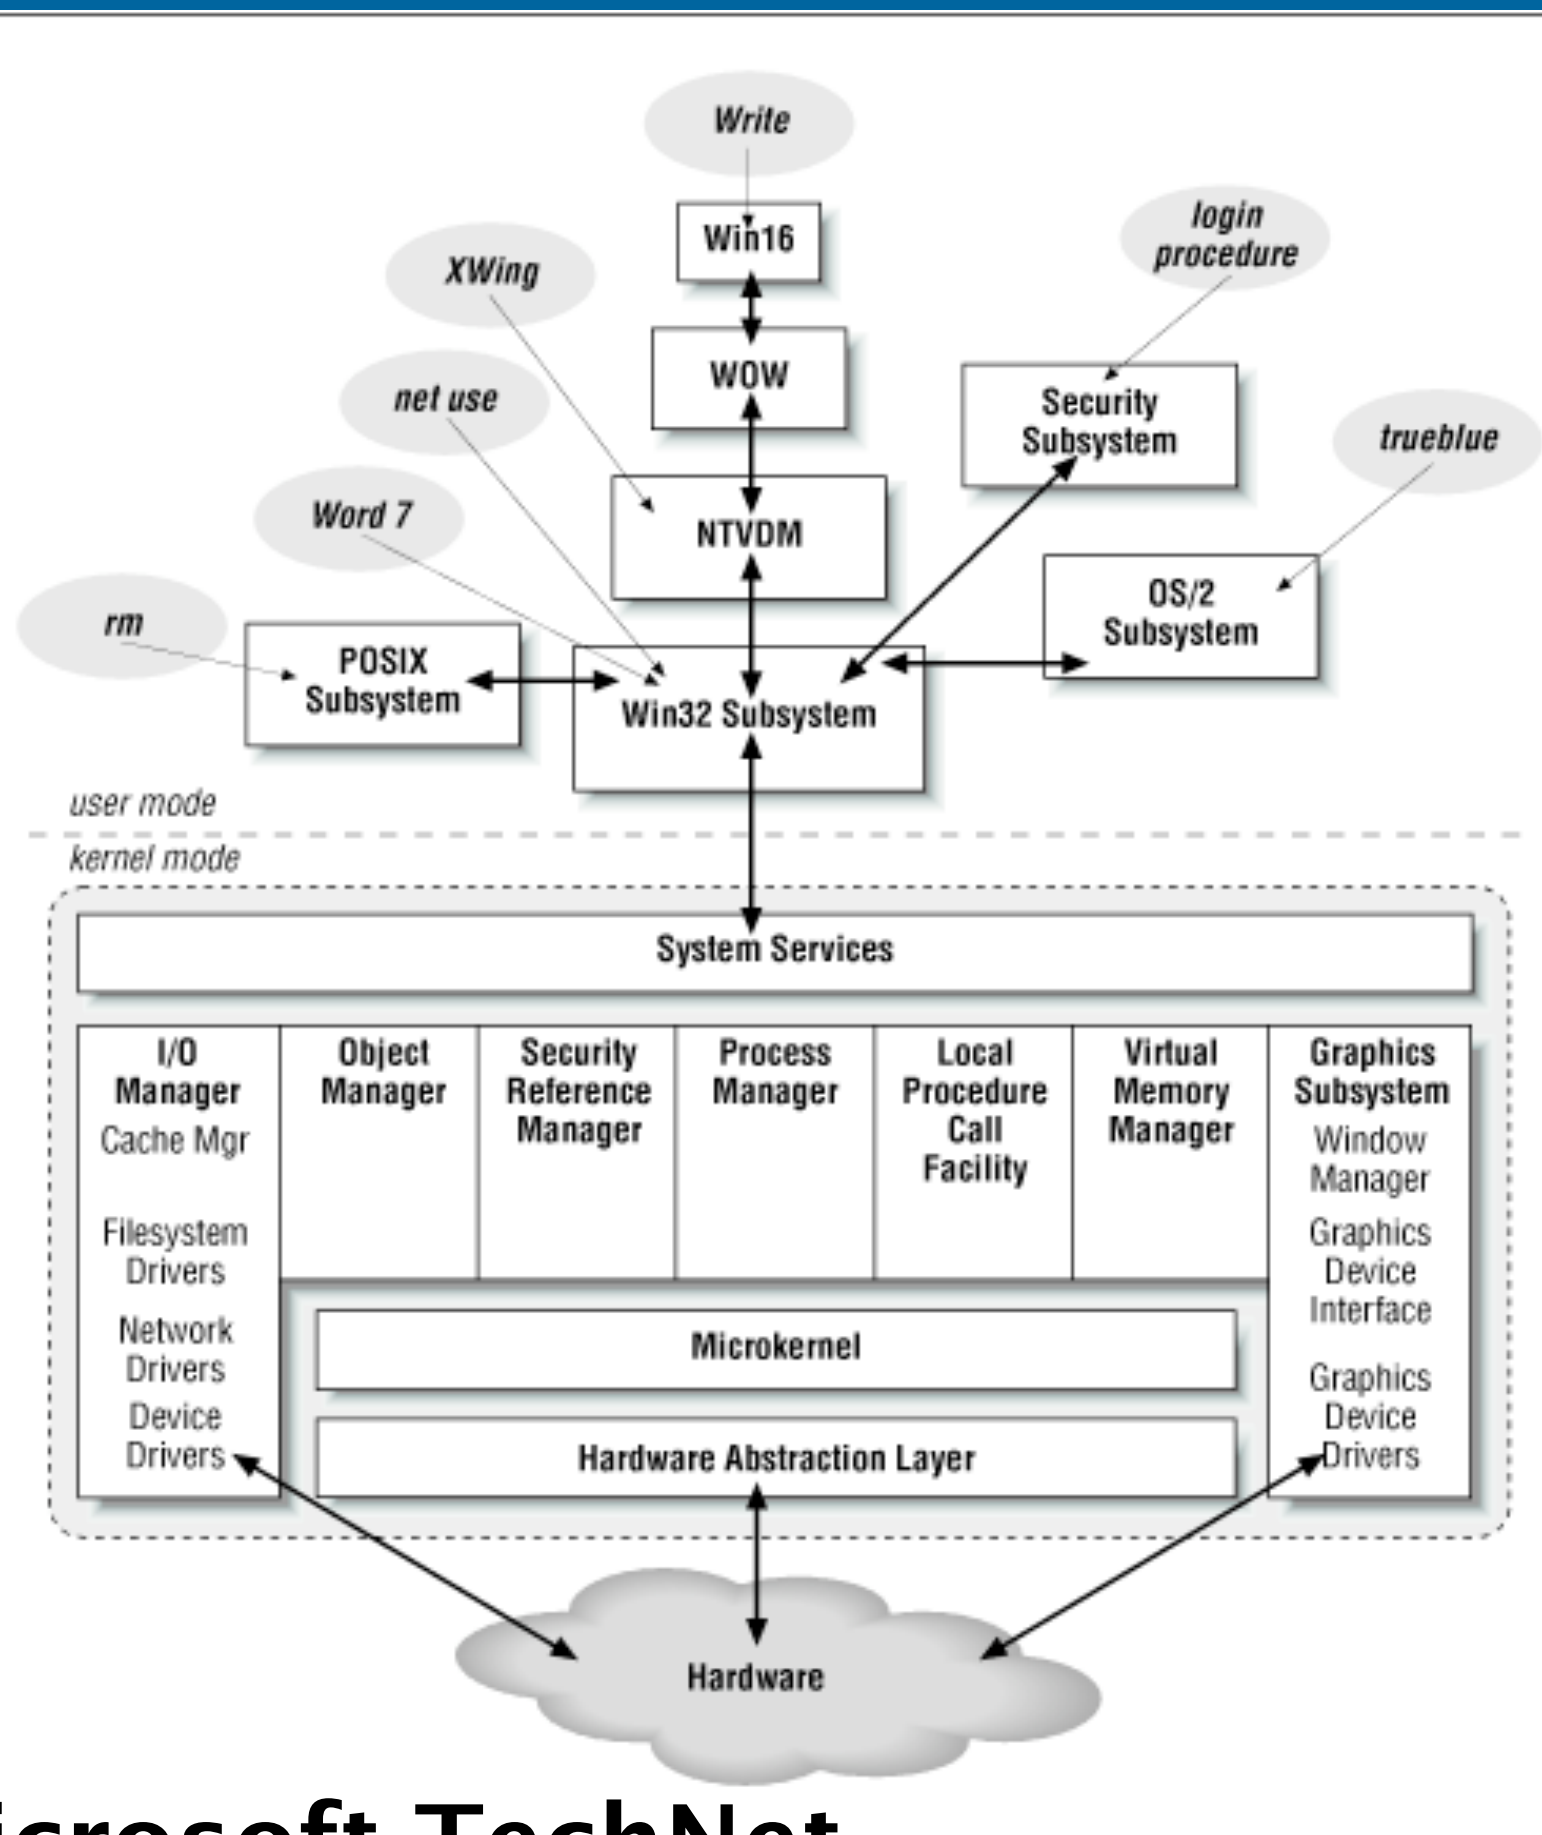 Write
Win16
login
procedure
XWing
WOW
net use
Security
Subsystem
trueblue
Word 7
NTVDM
OS/2
Subsystem
rm
POSIX
Subsystem
Win32 Subsystem
user mode
kernel mode
System Services
I/O
Manager
Cache Mgr
Filesystem
Drivers
Network
Drivers
Device
Drivers
Object
Manager
Security
Reference
Manager
Process
Manager
Local
Procedure
Call
Facility
Virtual
Memory
Manager
Graphics
Subsystem
Window
Manager
Graphics
Device
Interface
Graphics
Device
Drivers
Microkernel
Hardware Abstraction Layer
Hardware
icrosoft TechNet